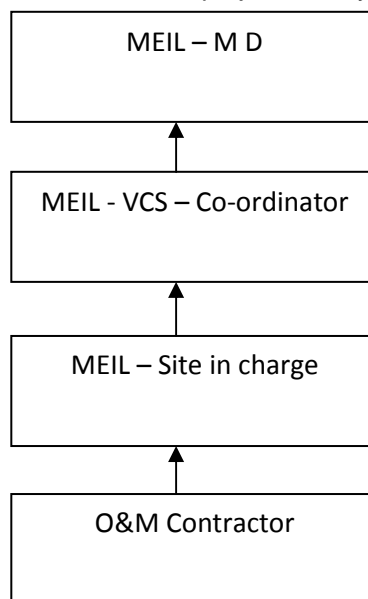 MEIL – M D
MEIL - VCS – Co-ordinator
MEIL – Site in charge
O&M Contractor